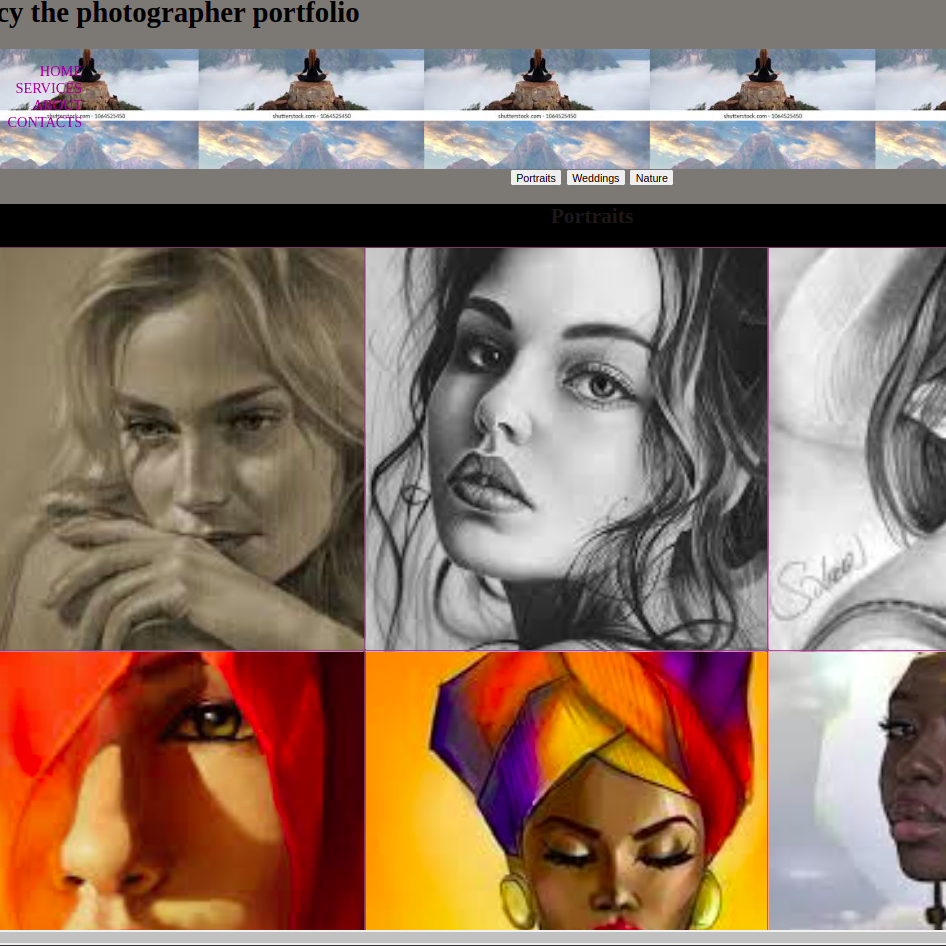 cy the photographer portfolio
HOME
SERVICES
ABOUT
CONTACTS
shutterstock.com · 1064525450
shutterstock.com · 1064525450
shutterstock.com · 1064525450
shutterstock.com · 1064525450
Portraits Weddings Nature
Portraits